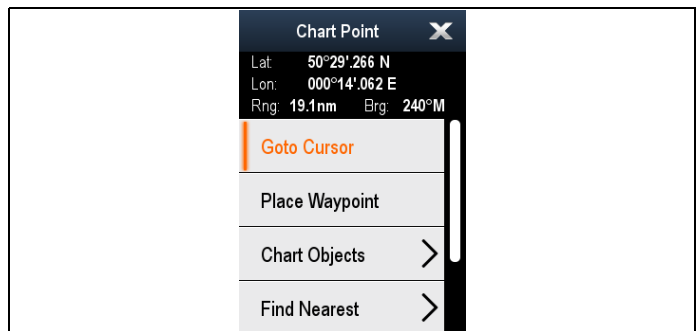 Chart Point X
Lat: 50°29'.266 N
Lon: 000°14'.062 E
Rng: 19.1nm Brg: 240°M
Goto Cursor
Place Waypoint
Chart Objects
Find Nearest